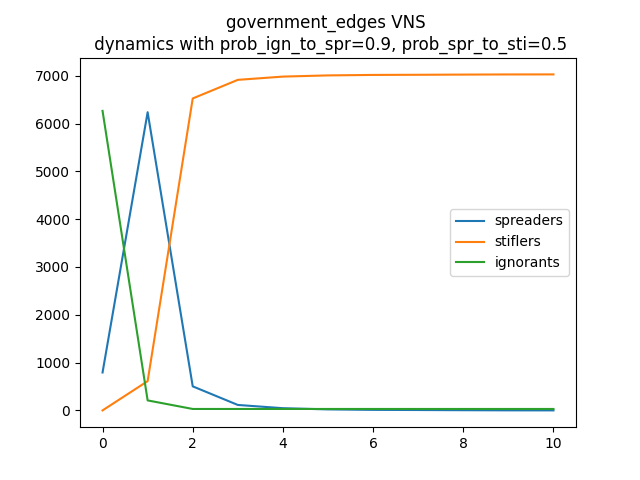 government_edges VNS
dynamics with prob_ign_to_spr=0.9, prob_spr_to_sti=0.5
7000
6000
5000
4000
3000
2000
1000
0
spreaders
stiflers
ignorants
0 2 4 6 8 10